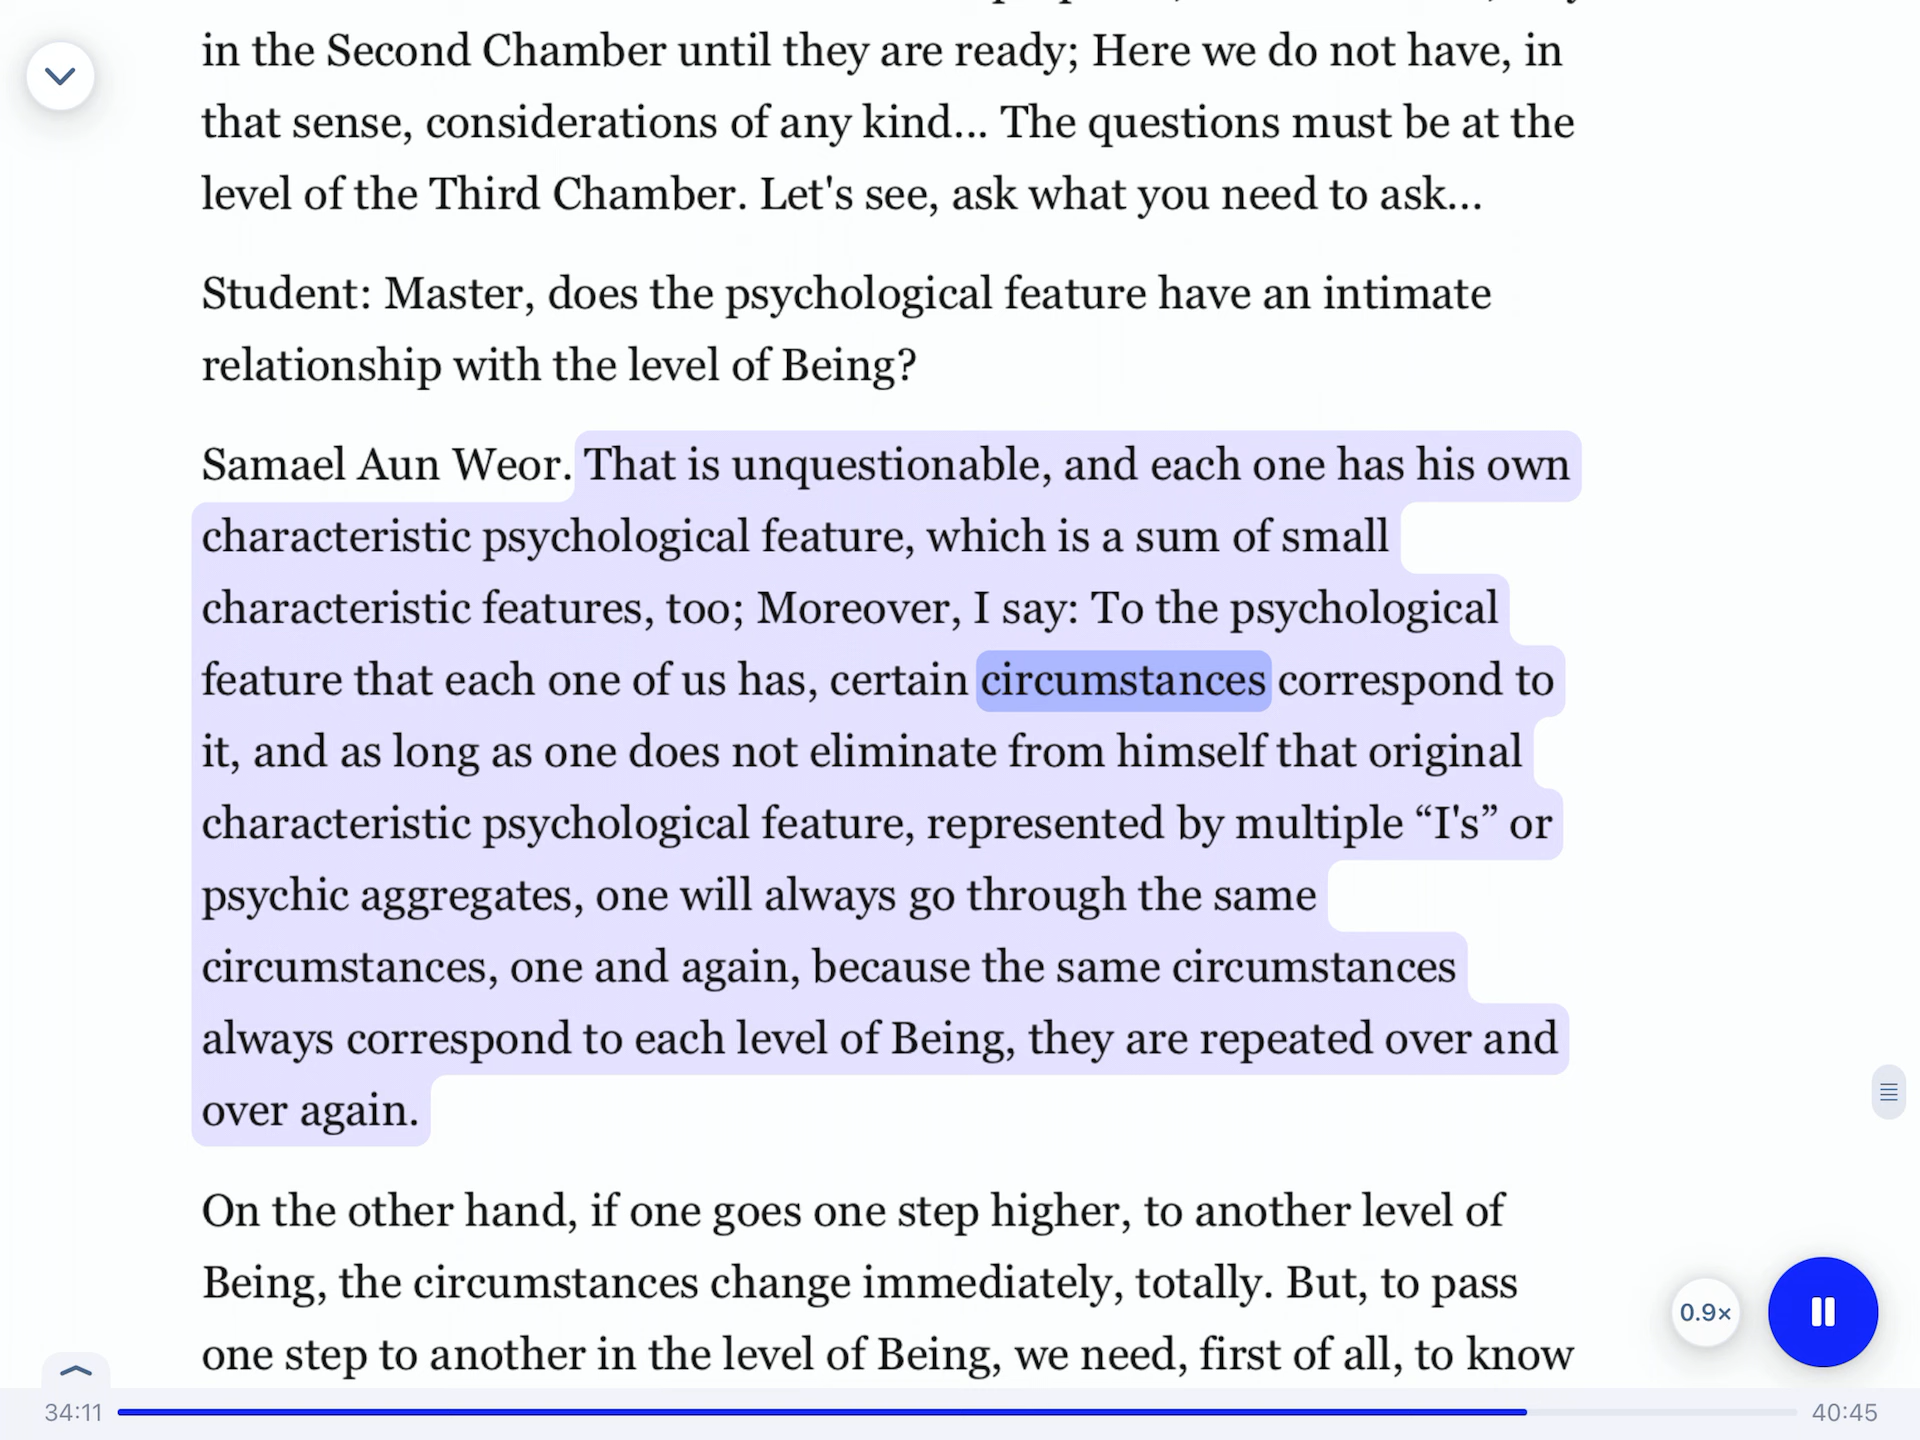 in the Second Chamber until they are ready; Here we do not have, in
that sense, considerations of any kind... The questions must be at the
level of the Third Chamber. Let's see, ask what you need to ask...
Student: Master, does the psychological feature have an intimate
relationship with the level of Being?
Samael Aun Weor. That is unquestionable, and each one has his own
characteristic psychological feature, which is a sum of small
characteristic features, too; Moreover, I say: To the psychological
feature that each one of us has, certain circumstances correspond to
it, and as long as one does not eliminate from himself that original
characteristic psychological feature, represented by multiple “I's” or
psychic aggregates, one will always go through the same
circumstances, one and again, because the same circumstances
always correspond to each level of Being, they are repeated over and
over again.
On the other hand, if one goes one step higher, to another level of
Being, the circumstances change immediately, totally. But, to pass
one step to another in the level of Being, we need, first of all, to know
0.9×
34:11
40:45